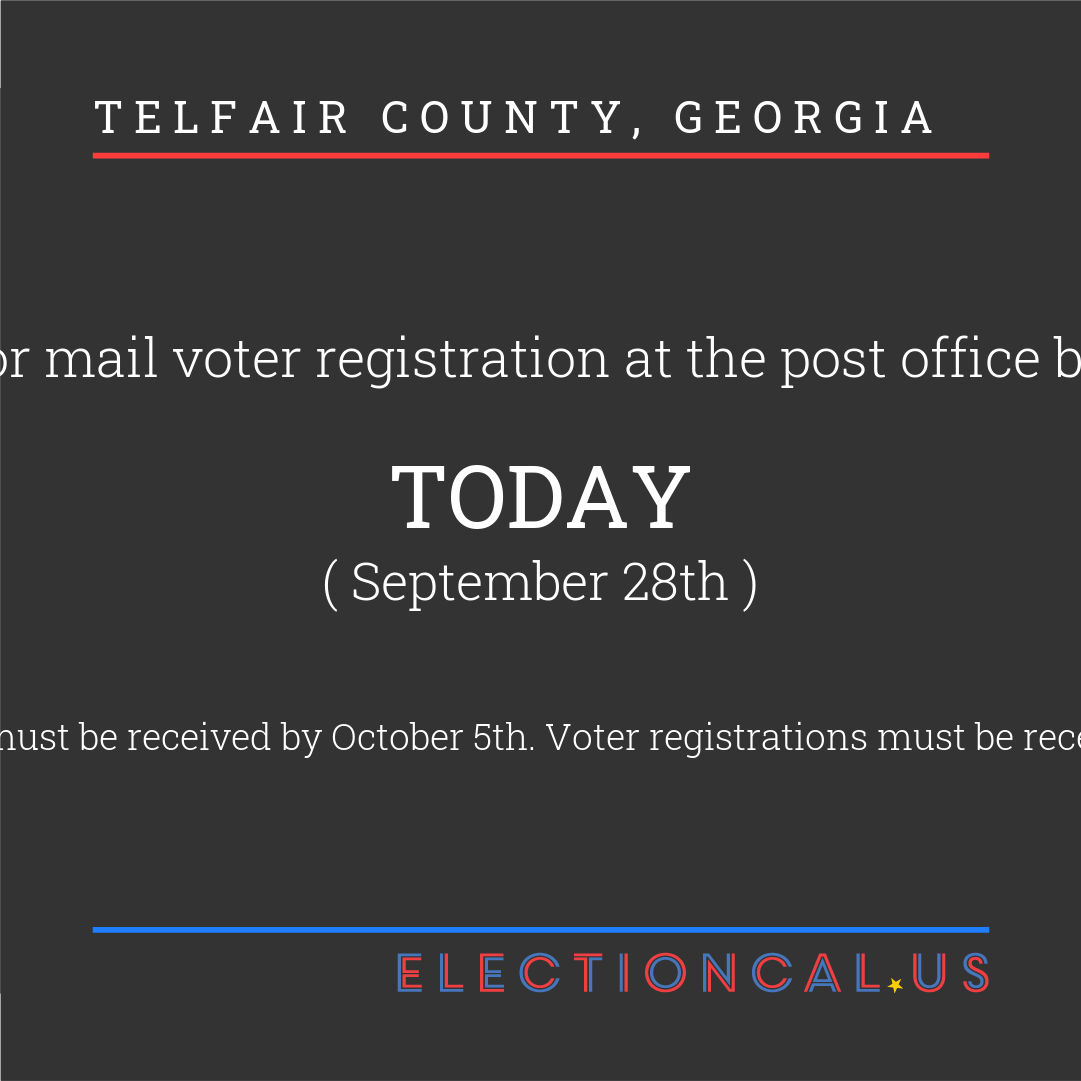 TELFAIR COUNTY, GEORGIA
or mail voter registration at the post office b
TODAY
( September 28th )
must be received by October 5th. Voter registrations must be rece
ELECTIONCAL.US